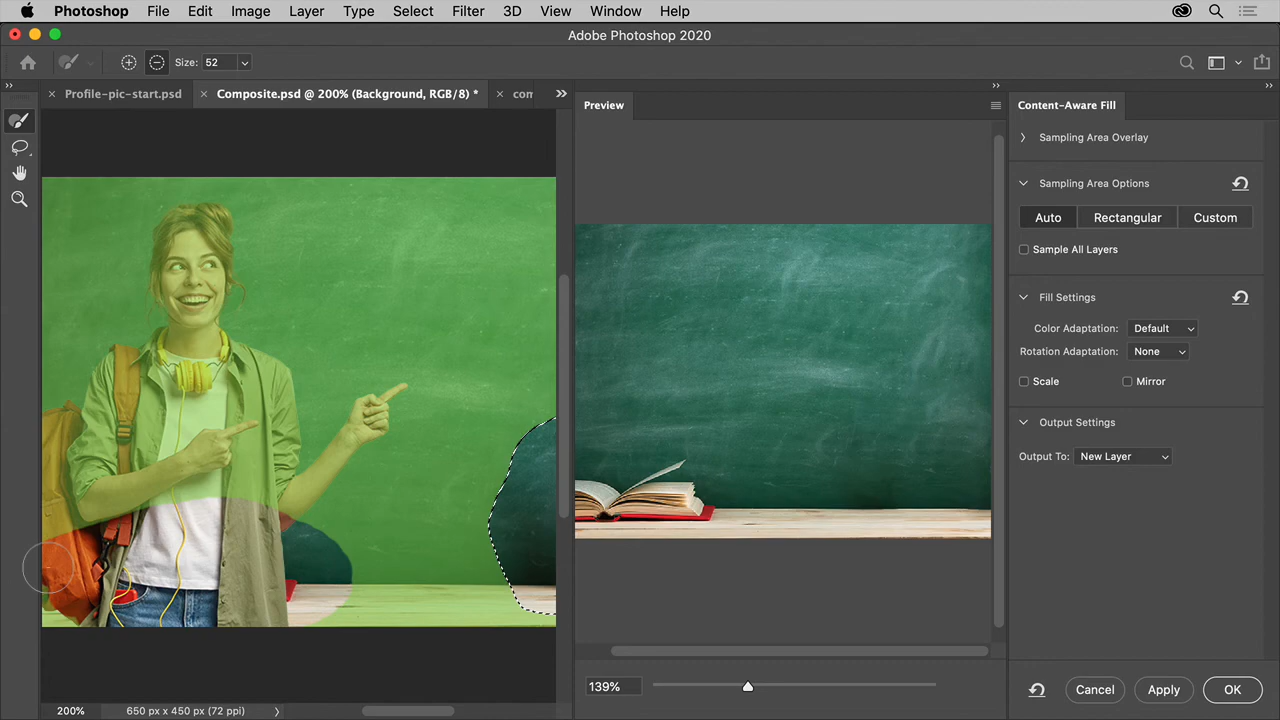 Photoshop File Edit Image Layer Type Select Filter 3D View Window Help
Adobe Photoshop 2020
Size: 52
Profile-pic-start.psd
Composite.psd @ 200% (Background, RGB/8) *
com
Preview
Content-Aware Fill
Sampling Area Overlay
Sampling Area Options
Auto Rectangular Custom
Sample All Layers
Fill Settings
Color Adaptation: Default
Rotation Adaptation: None
Scale Mirror
Output Settings
Output To: New Layer
139%
Cancel Apply OK
200% 650 px x 450 px (72 ppi)